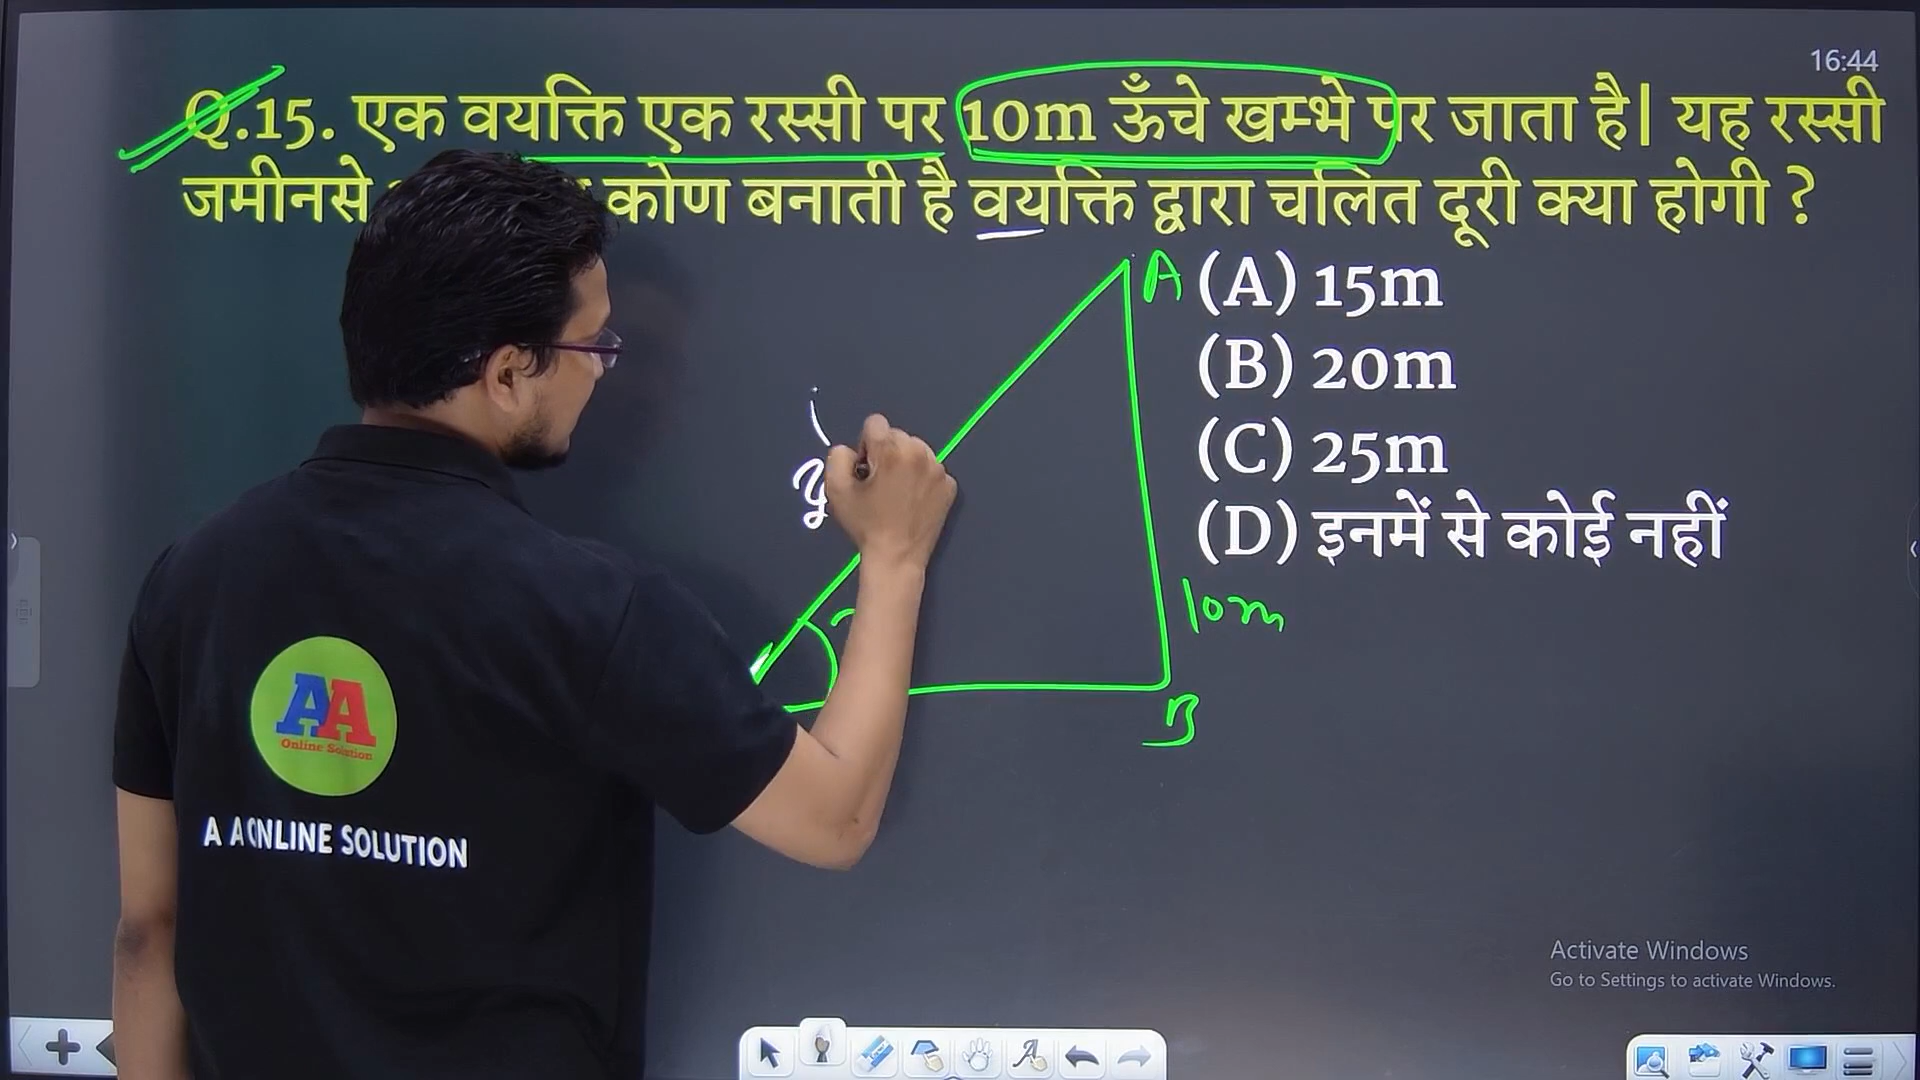 16:44
Q.15. एक वयक्ति एक रस्सी पर 10m ऊँचे खम्भे पर जाता है| यह रस्सी
जमीनसे कोण बनाती है वयक्ति द्वारा चलित दूरी क्या होगी ?
A
(A) 15m
(B) 20m
(C) 25m
(D) इनमें से कोई नहीं
10m
B
AA
Online Solution
A A ONLINE SOLUTION
Activate Windows
Go to Settings to activate Windows.